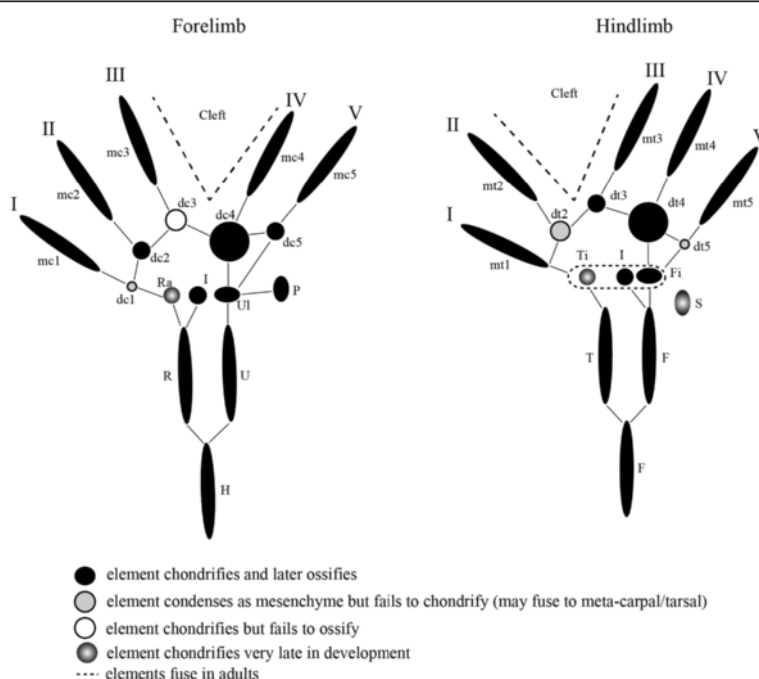 Forelimb
Hindlimb
III
Cleft
IV
II
V
mc3
mc4
mc2
mc5
I
dc3
dc4
mc1
dc2
dc5
dc1
Ra
I
P
Ul
R
U
H
III
Cleft
IV
II
V
mt3
mt4
mt2
mt5
I
dt3
dt4
dt2
mt1
dt5
Ti
I
Fi
S
T
F
F
element chondrifies and later ossifies
element condenses as mesenchyme but fails to chondrify (may fuse to meta-carpal/tarsal)
element chondrifies but fails to ossify
element chondrifies very late in development
elements fuse in adults